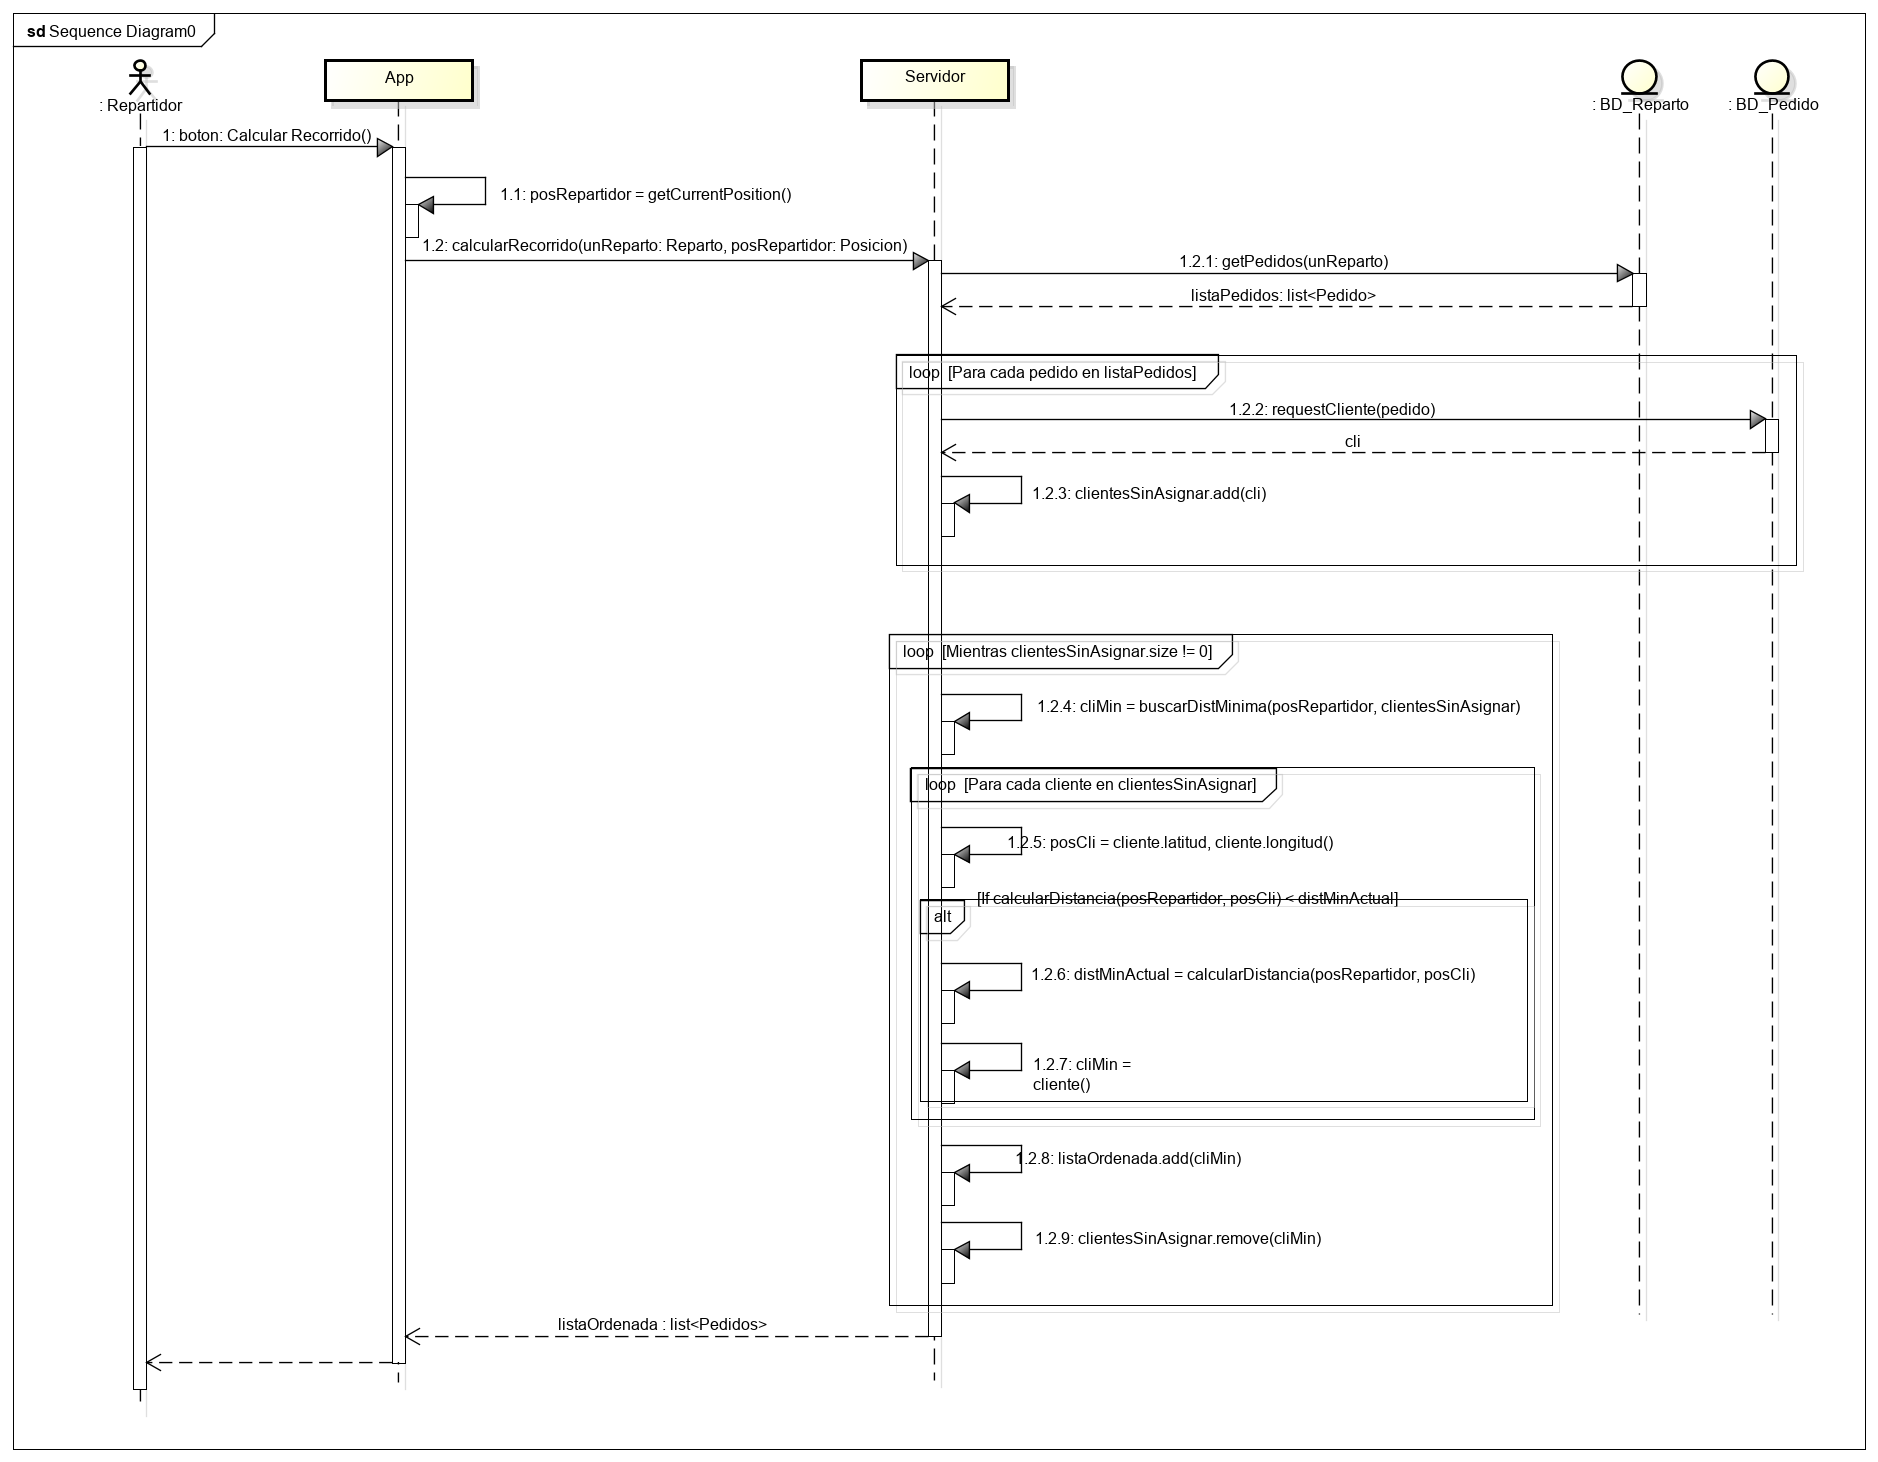 sd Sequence Diagram0
: Repartidor
App
Servidor
: BD_Reparto
: BD_Pedido
1: boton: Calcular Recorrido()
1.1: posRepartidor = getCurrentPosition()
1.2: calcularRecorrido(unReparto: Reparto, posRepartidor: Posicion)
1.2.1: getPedidos(unReparto)
listaPedidos: list<Pedido>
loop [Para cada pedido en listaPedidos]
1.2.2: requestCliente(pedido)
cli
1.2.3: clientesSinAsignar.add(cli)
loop [Mientras clientesSinAsignar.size != 0]
1.2.4: cliMin = buscarDistMinima(posRepartidor, clientesSinAsignar)
loop [Para cada cliente en clientesSinAsignar]
1.2.5: posCli = cliente.latitud, cliente.longitud()
[If calcularDistancia(posRepartidor, posCli) < distMinActual]
alt
1.2.6: distMinActual = calcularDistancia(posRepartidor, posCli)
1.2.7: cliMin =
cliente()
1.2.8: listaOrdenada.add(cliMin)
1.2.9: clientesSinAsignar.remove(cliMin)
listaOrdenada : list<Pedidos>